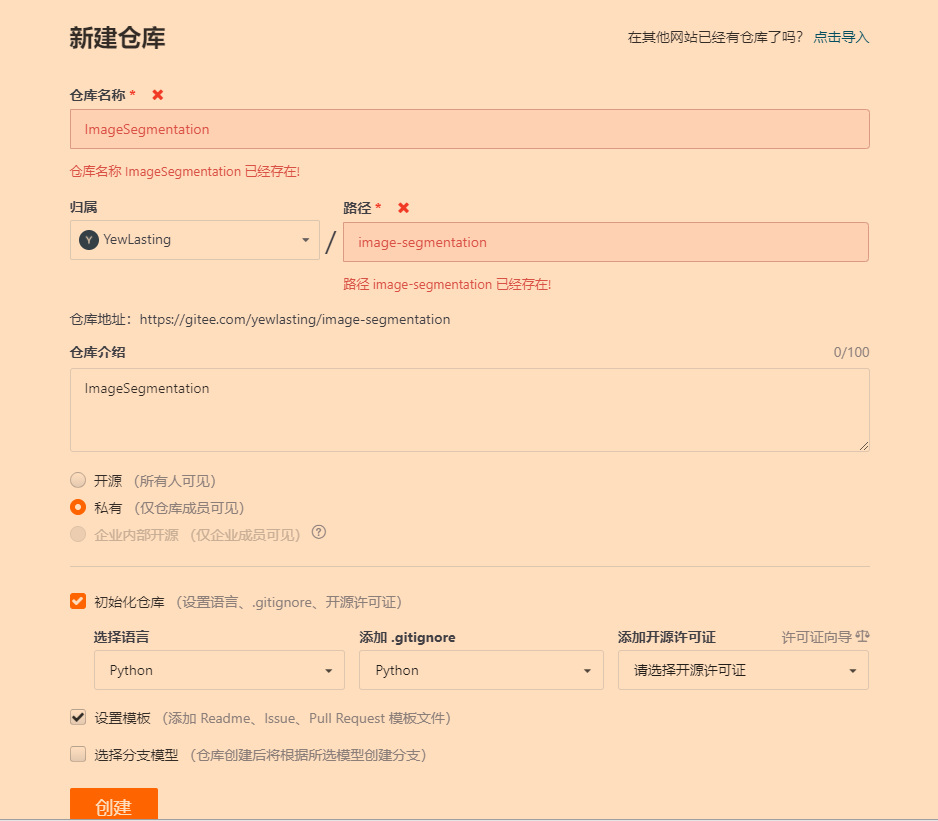 新建仓库
在其他网站已经有仓库了吗? 点击导入
仓库名称 * ✖
ImageSegmentation
仓库名称 ImageSegmentation 已经存在!
归属
路径 * ✖
Y YewLasting
/
image-segmentation
路径 image-segmentation 已经存在!
仓库地址：https://gitee.com/yewlasting/image-segmentation
仓库介绍
0/100
ImageSegmentation
开源（所有人可见）
私有（仅仓库成员可见）
企业内部开源（仅企业成员可见） ?
初始化仓库（设置语言、.gitignore、开源许可证）
选择语言
添加 .gitignore
添加开源许可证
许可证向导
Python
Python
请选择开源许可证
设置模板（添加 Readme、Issue、Pull Request 模板文件）
选择分支模型（仓库创建后将根据所选模型创建分支）
创建